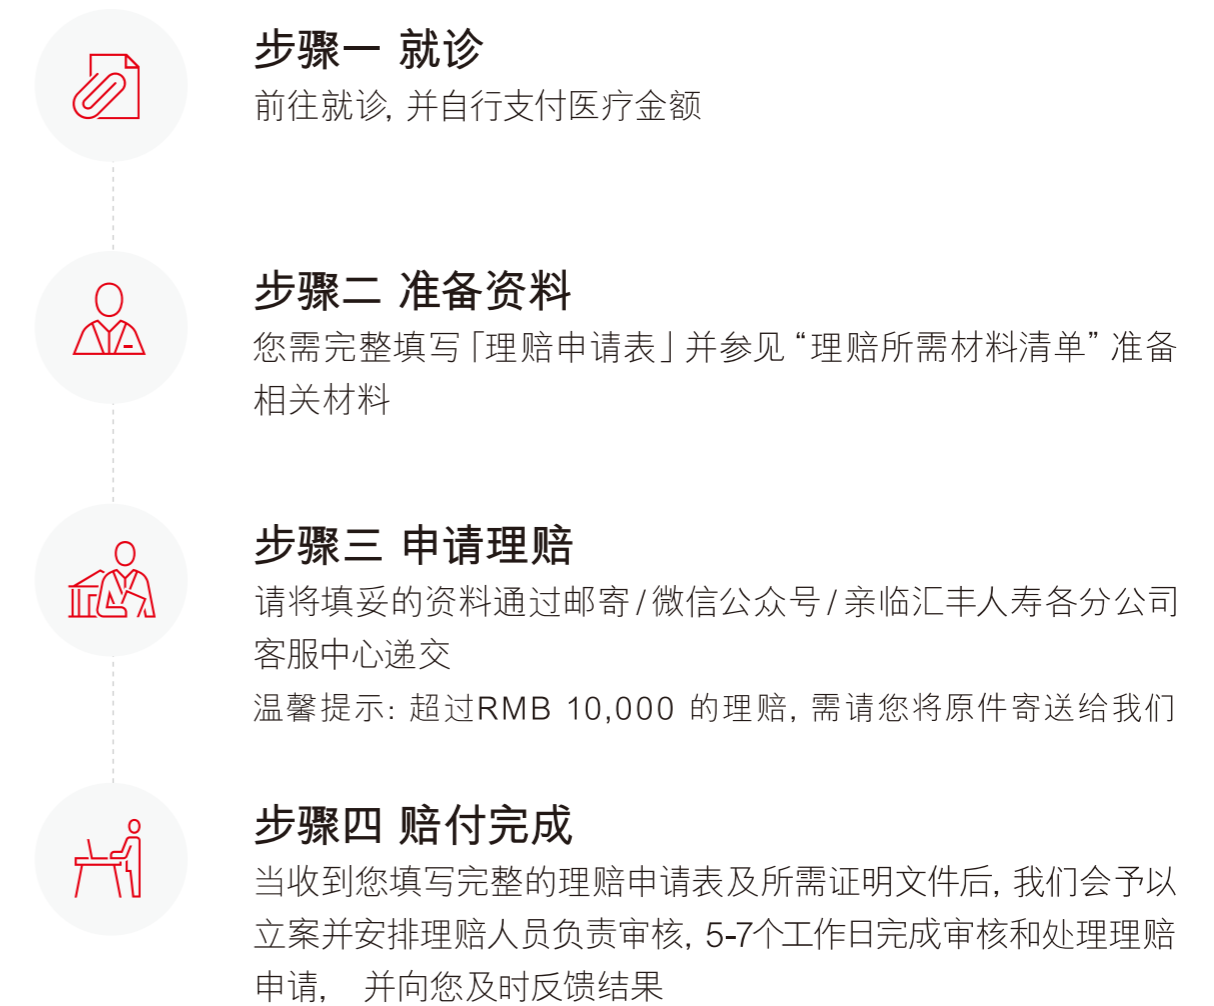 步骤一 就诊
前往就诊, 并自行支付医疗金额
步骤二 准备资料
您需完整填写「理赔申请表」并参见“理赔所需材料清单”准备
相关材料
步骤三 申请理赔
请将填妥的资料通过邮寄/微信公众号/亲临汇丰人寿各分公司
客服中心递交
温馨提示: 超过RMB 10,000 的理赔, 需请您将原件寄送给我们
步骤四 赔付完成
当收到您填写完整的理赔申请表及所需证明文件后, 我们会予以
立案并安排理赔人员负责审核, 5-7个工作日完成审核和处理理赔
申请, 并向您及时反馈结果